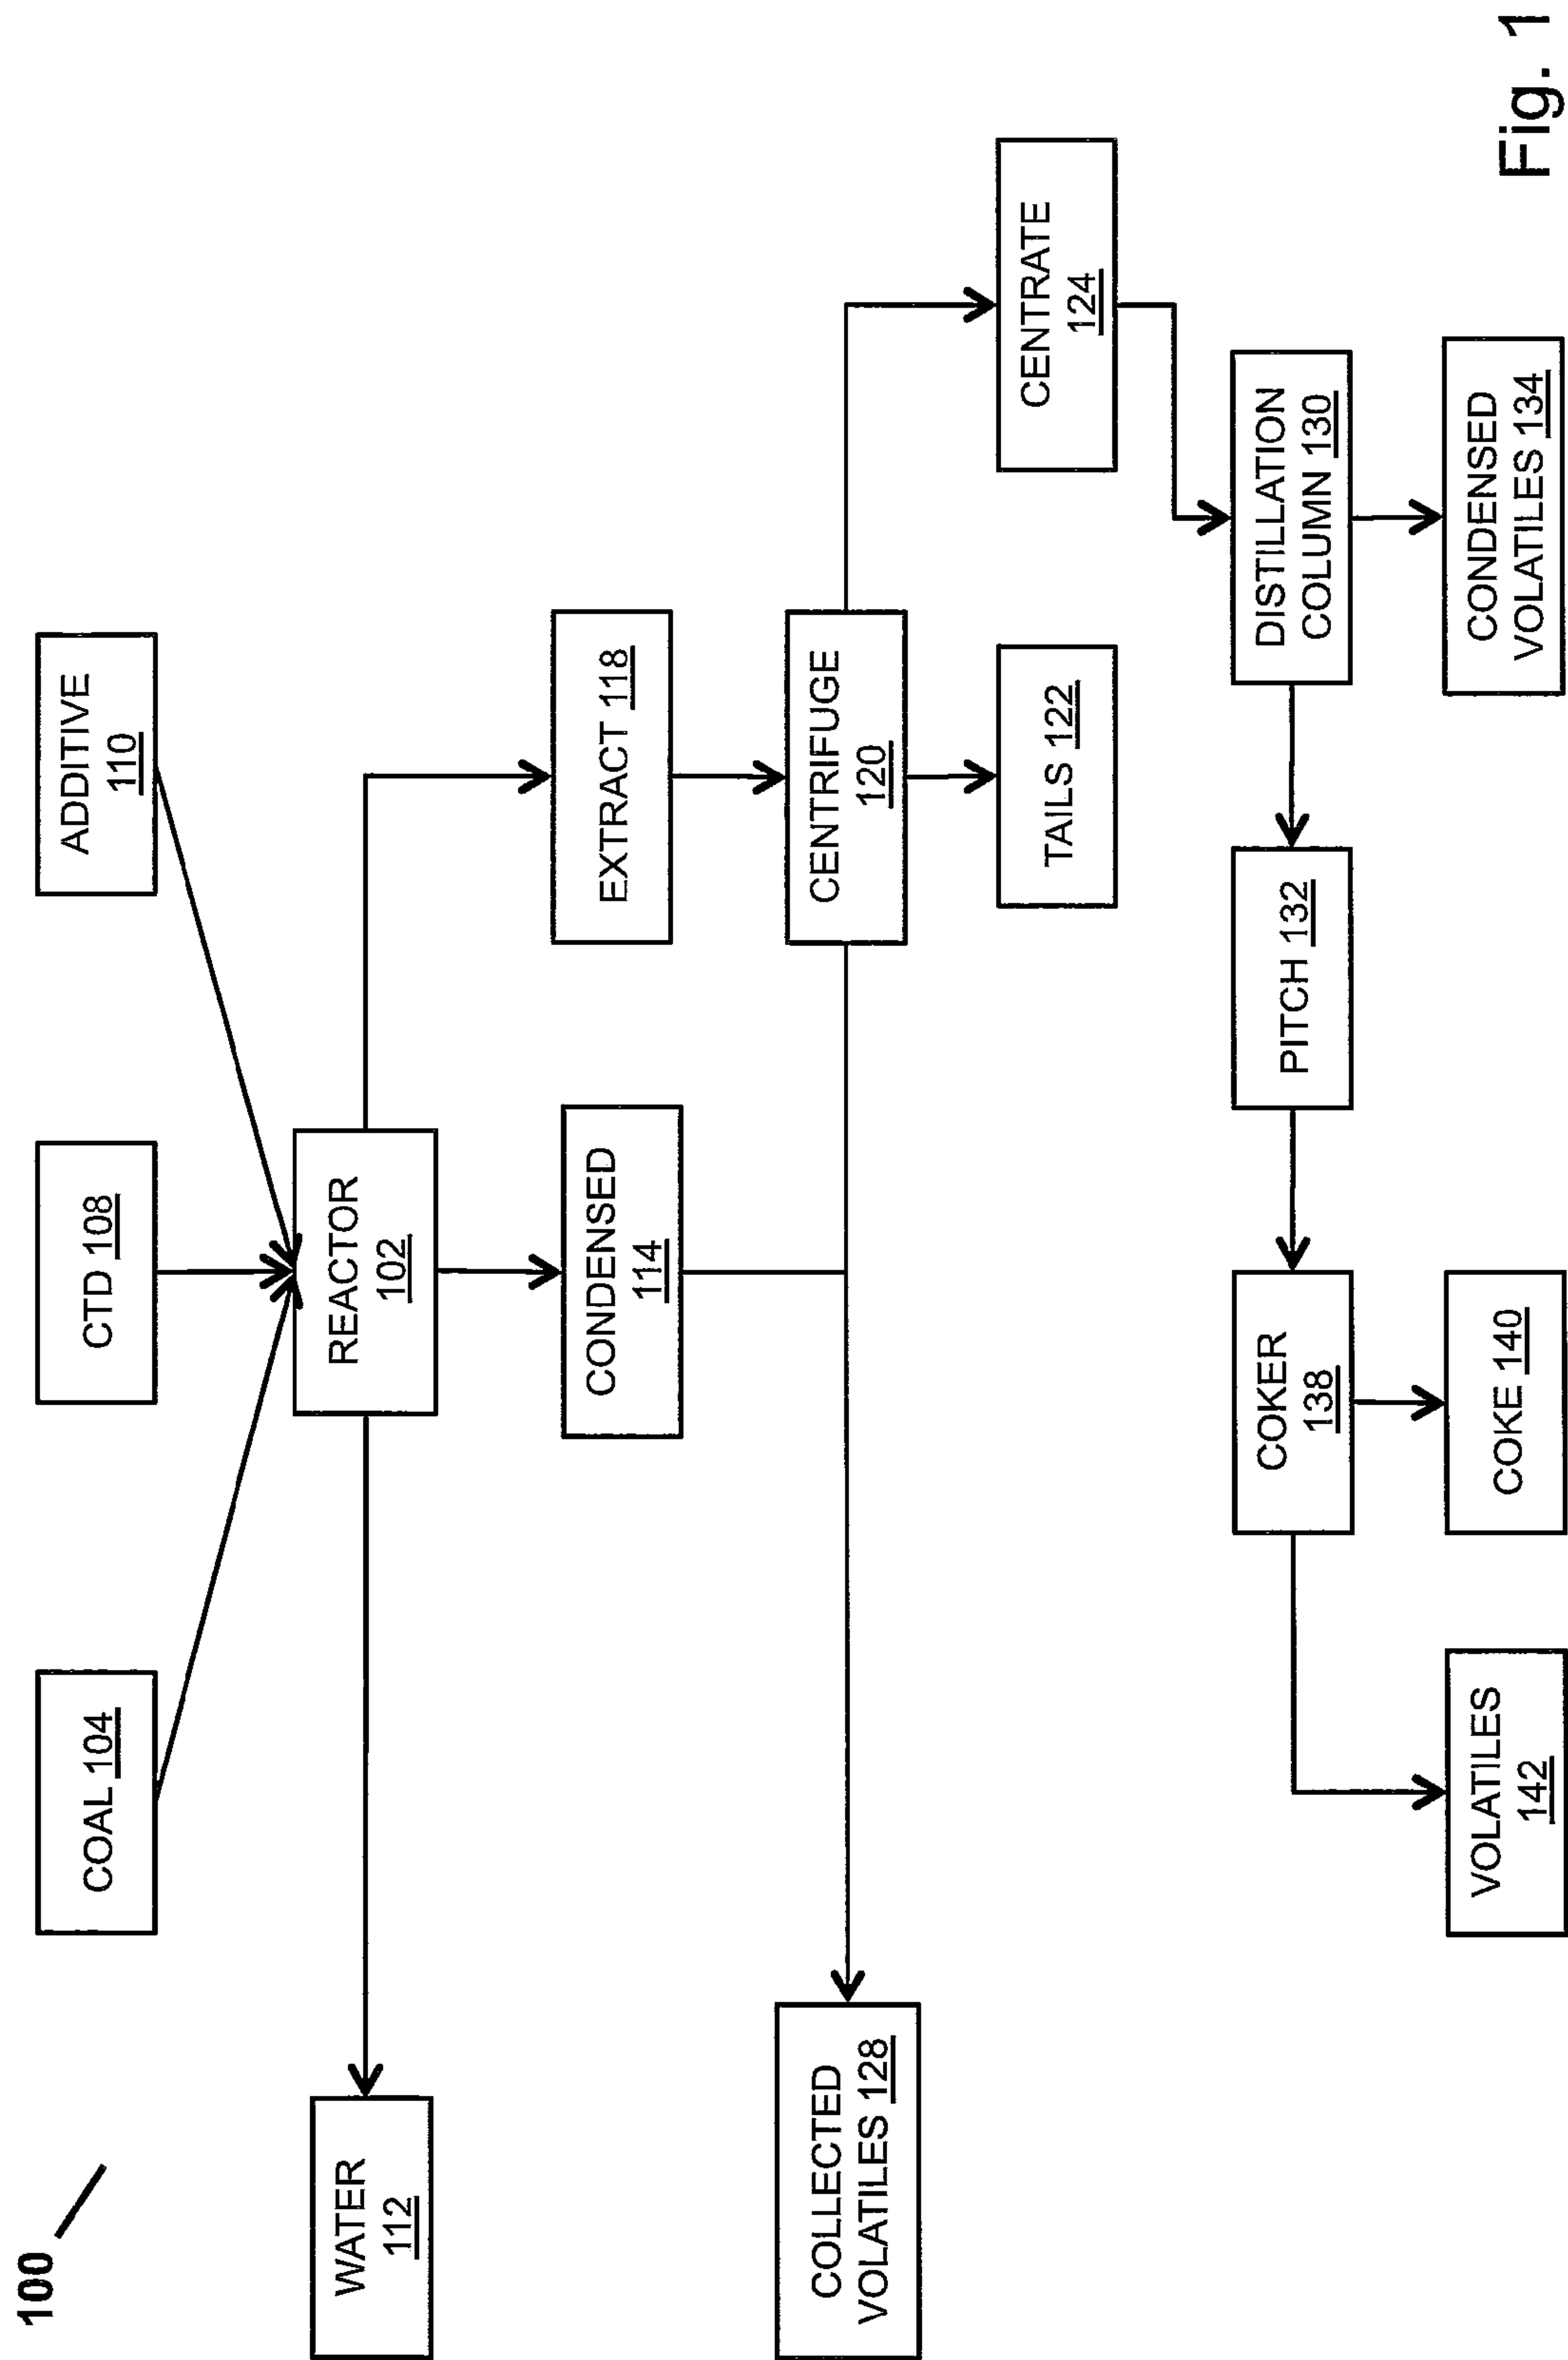 100
COAL 104
CTD 108
ADDITIVE
110
WATER
112
REACTOR
102
CONDENSED
114
EXTRACT 118
COLLECTED
VOLATILES 128
CENTRIFUGE
120
TAILS 122
CENTRATE
124
COKER
138
PITCH 132
DISTILLATION
COLUMN 130
VOLATILES
142
COKE 140
CONDENSED
VOLATILES 134
Fig. 1